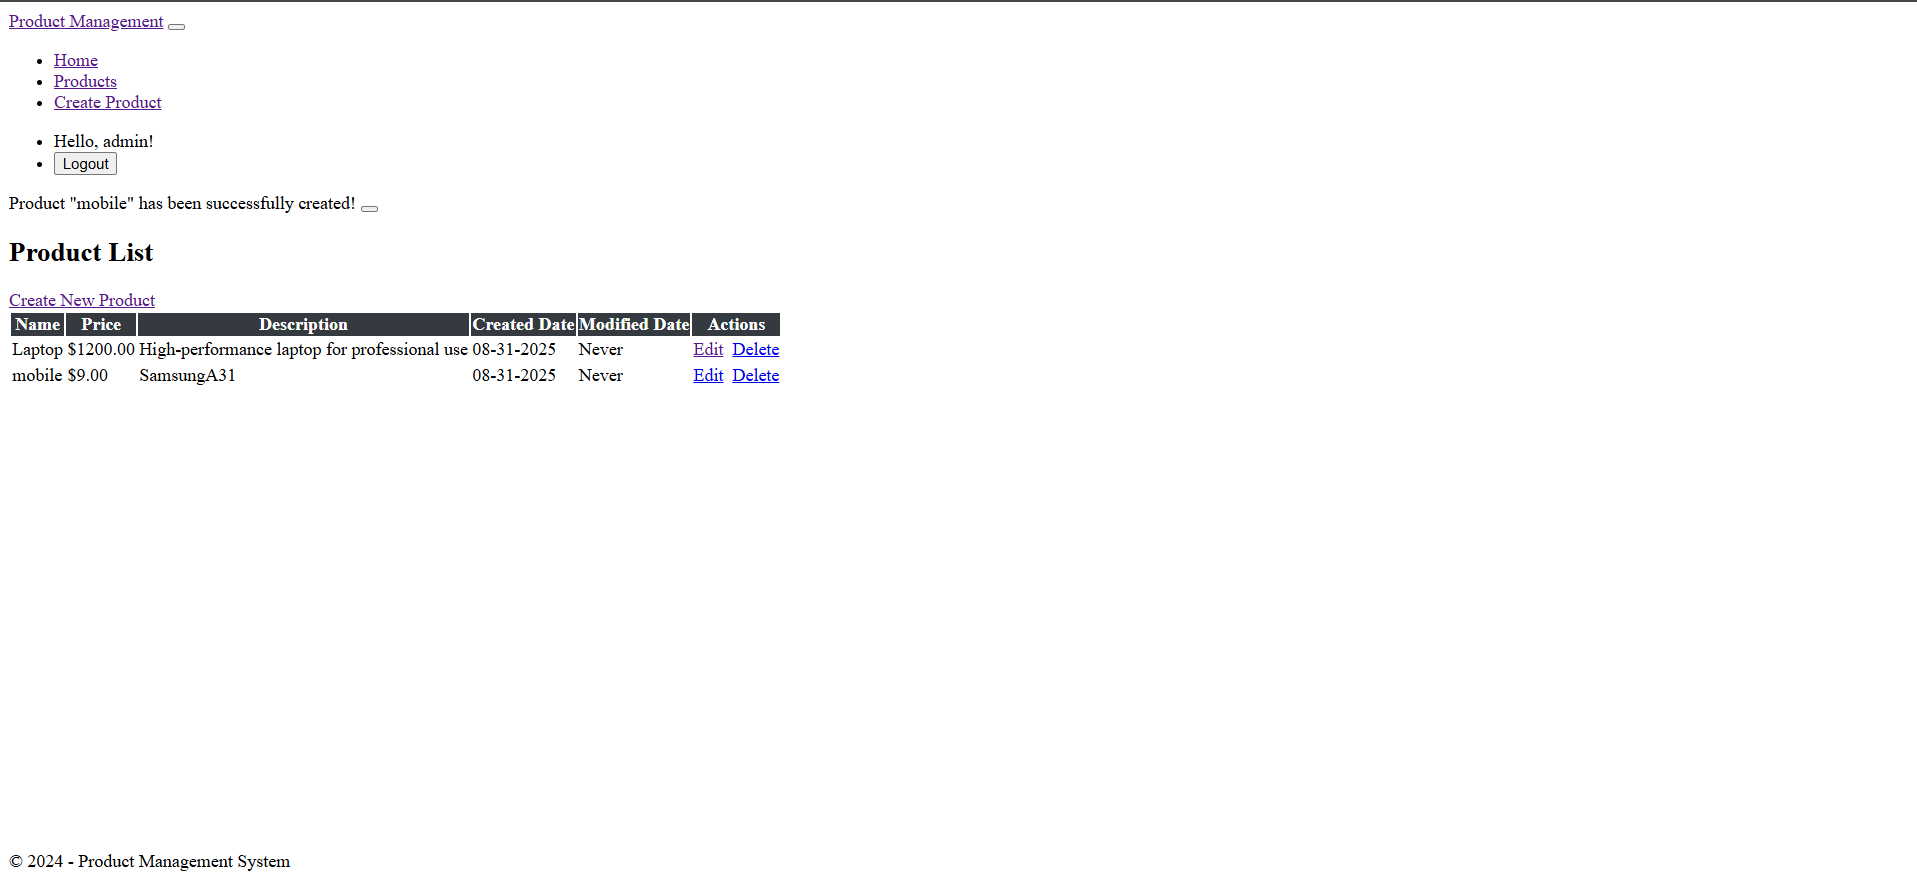 Product Management
Home
Products
Create Product
Hello, admin!
Logout
Product "mobile" has been successfully created!
Product List
Create New Product
Name Price Description Created Date Modified Date Actions
Laptop $1200.00 High-performance laptop for professional use 08-31-2025 Never Edit Delete
mobile $9.00 SamsungA31 08-31-2025 Never Edit Delete
© 2024 - Product Management System